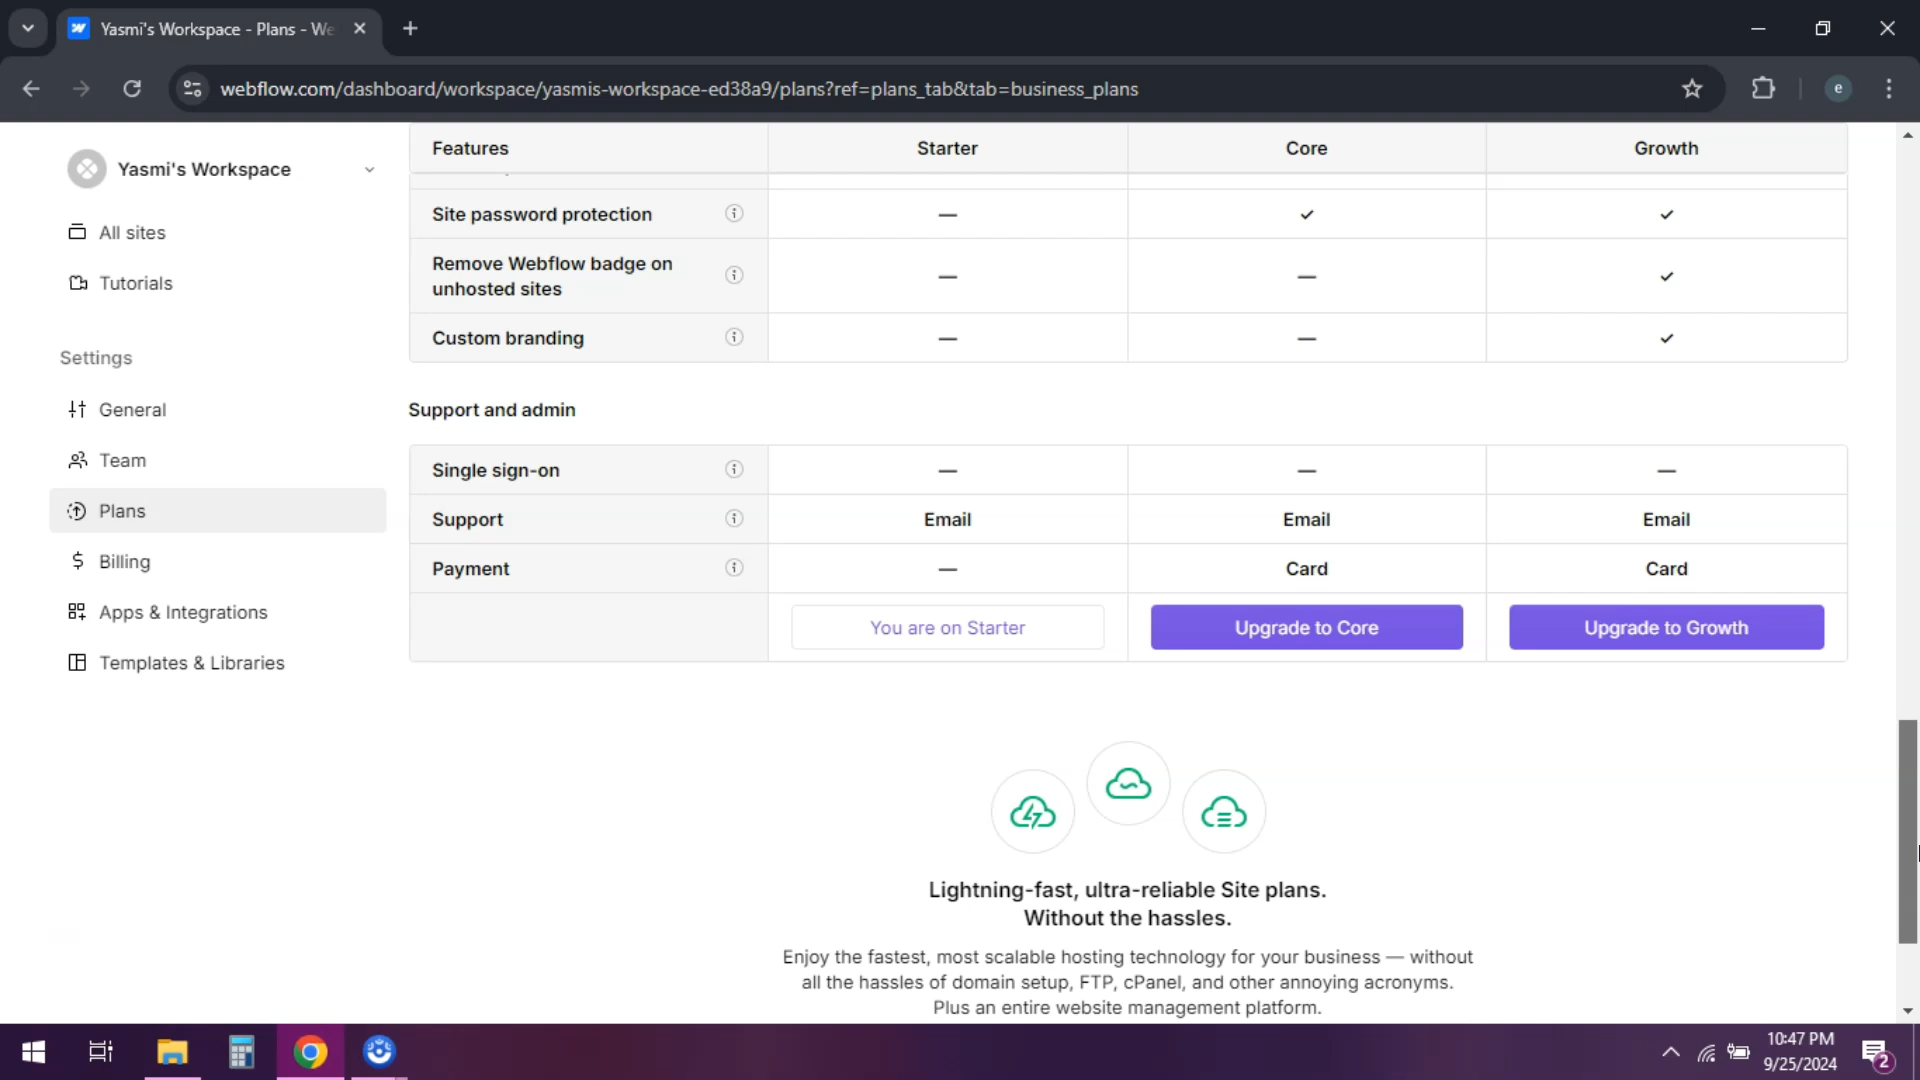 Yasmi's Workspace - Plans - We
webflow.com/dashboard/workspace/yasmis-workspace-ed38a9/plans?ref=plans_tab&tab=business_plans
e
Yasmi's Workspace
All sites
Tutorials
Settings
General
Team
Plans
Billing
Apps & Integrations
Templates & Libraries
Features Starter Core Growth
Site password protection — ✓ ✓
Remove Webflow badge on
unhosted sites — — ✓
Custom branding — — ✓
Support and admin
Single sign-on — — —
Support Email Email Email
Payment — Card Card
You are on Starter Upgrade to Core Upgrade to Growth
Lightning-fast, ultra-reliable Site plans.
Without the hassles.
Enjoy the fastest, most scalable hosting technology for your business — without
all the hassles of domain setup, FTP, cPanel, and other annoying acronyms.
Plus an entire website management platform.
10:47 PM
9/25/2024
2